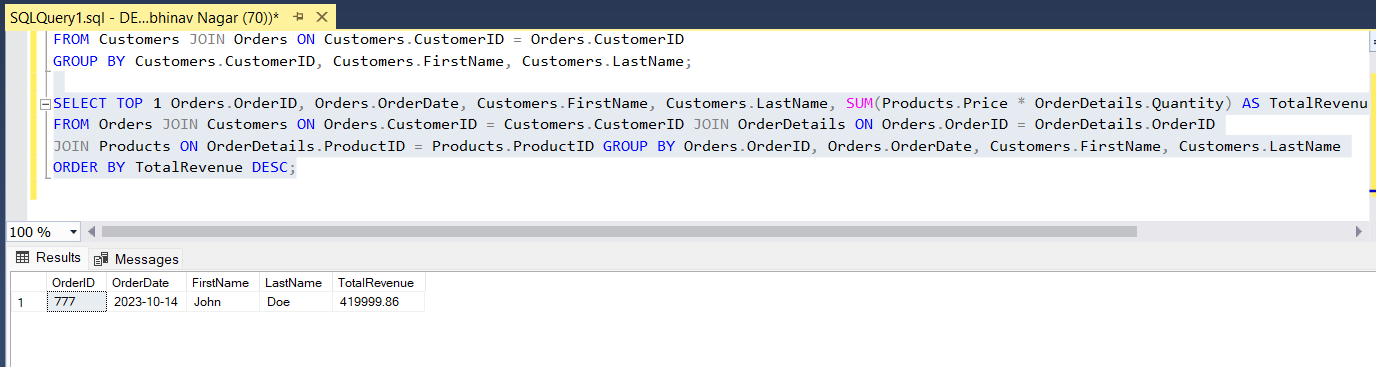 SQLQuery1.sql - DE...bhinav Nagar (70))*
FROM Customers JOIN Orders ON Customers.CustomerID = Orders.CustomerID
GROUP BY Customers.CustomerID, Customers.FirstName, Customers.LastName;
SELECT TOP 1 Orders.OrderID, Orders.OrderDate, Customers.FirstName, Customers.LastName, SUM(Products.Price * OrderDetails.Quantity) AS TotalRevenu
FROM Orders JOIN Customers ON Orders.CustomerID = Customers.CustomerID JOIN OrderDetails ON Orders.OrderID = OrderDetails.OrderID
JOIN Products ON OrderDetails.ProductID = Products.ProductID GROUP BY Orders.OrderID, Orders.OrderDate, Customers.FirstName, Customers.LastName
ORDER BY TotalRevenue DESC;
100 %
Results Messages
OrderID OrderDate FirstName LastName TotalRevenue
1 777 2023-10-14 John Doe 419999.86